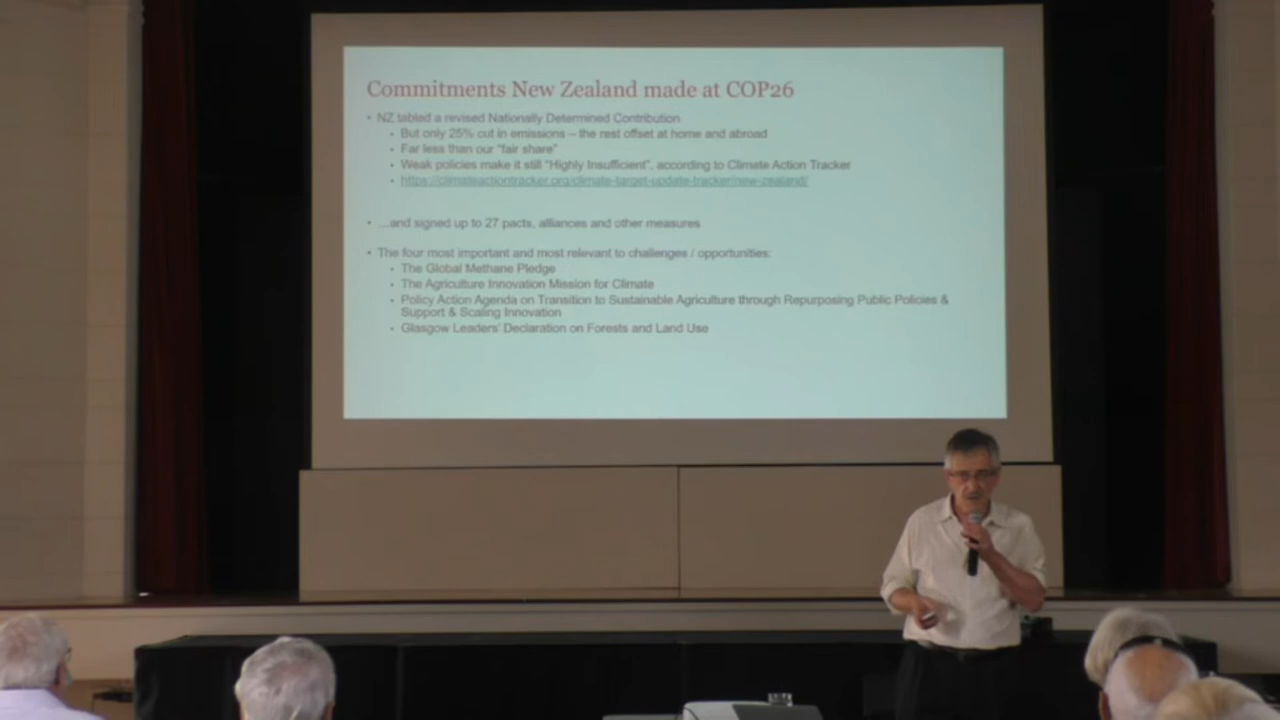 Commitments New Zealand made at COP26
• NZ tabled a revised Nationally Determined Contribution
• But only 25% cut in emissions – the rest offset at home and abroad
• Far less than our "fair share"
• Weak policies make it still "Highly Insufficient", according to Climate Action Tracker
• https://climateactiontracker.org/climate-target-update-tracker/new-zealand/
• …and signed up to 27 pacts, alliances and other measures
• The four most important and most relevant to challenges / opportunities:
• The Global Methane Pledge
• The Agriculture Innovation Mission for Climate
• Policy Action Agenda on Transition to Sustainable Agriculture through Repurposing Public Policies &
Support & Scaling Innovation
• Glasgow Leaders' Declaration on Forests and Land Use